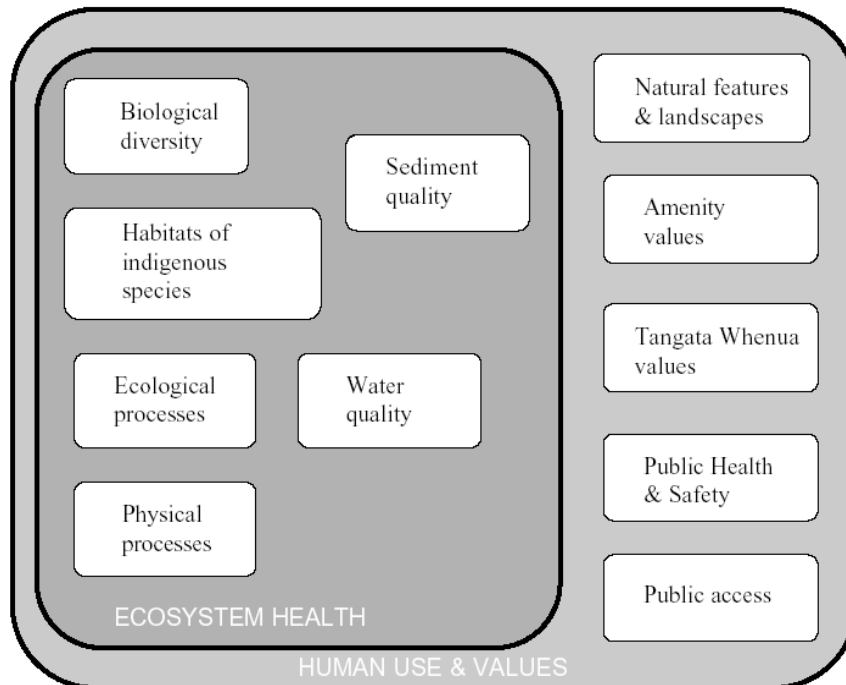 Biological
diversity
Sediment
quality
Habitats of
indigenous
species
Ecological
processes
Water
quality
Physical
processes
ECOSYSTEM HEALTH
Natural features
& landscapes
Amenity
values
Tangata Whenua
values
Public Health
& Safety
Public access
HUMAN USE & VALUES